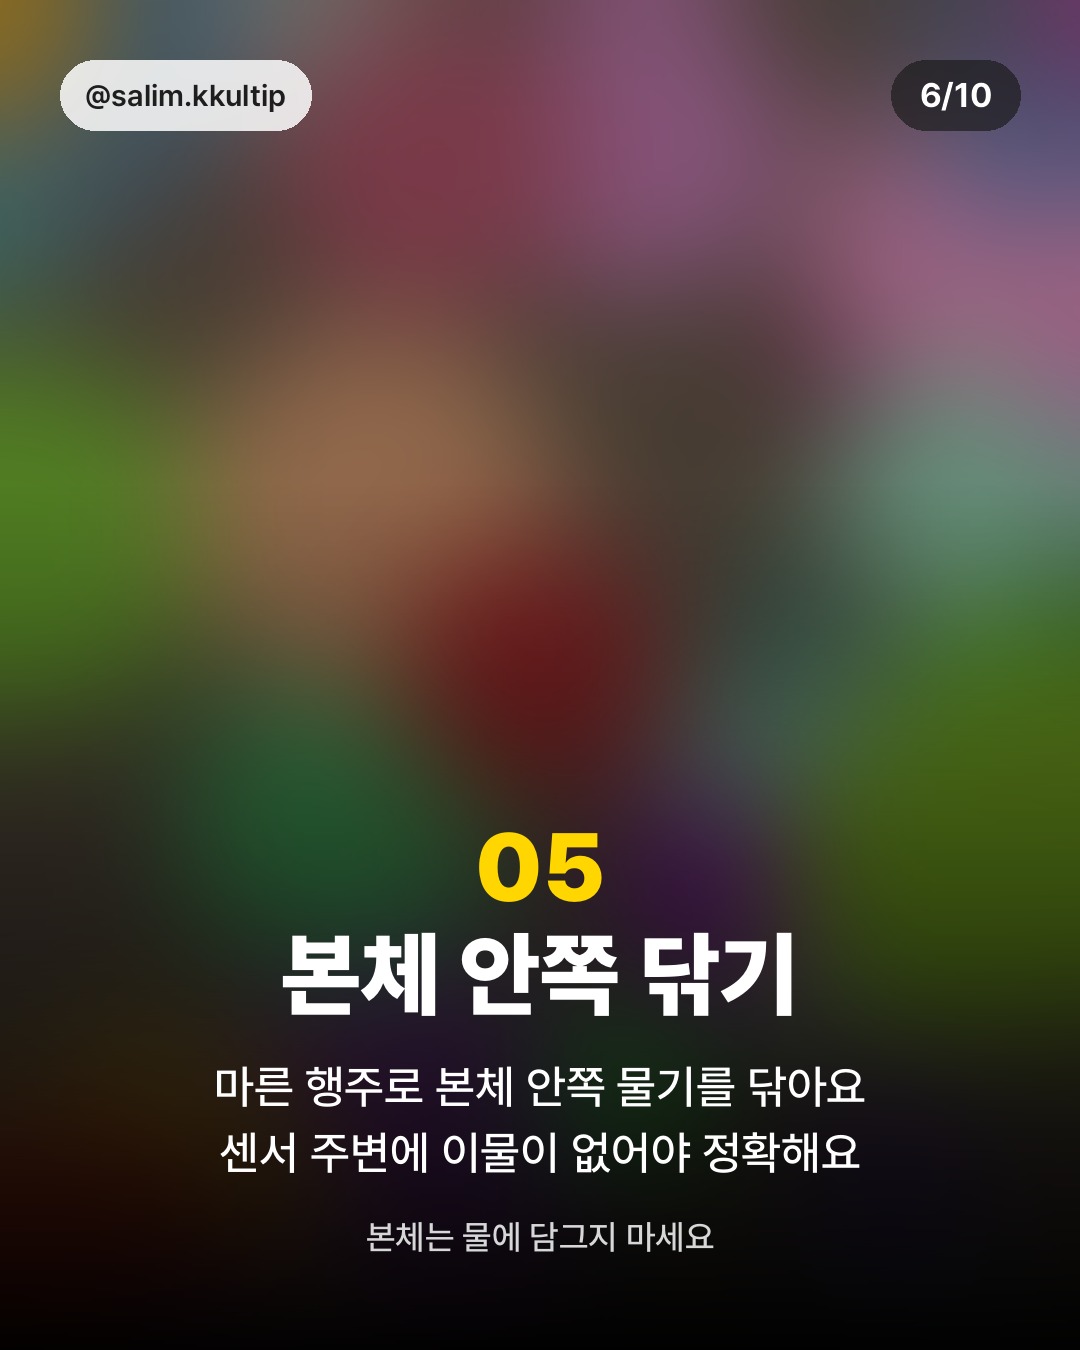 @salim.kkultip
6/10
05
본체 안쪽 닦기
마른 행주로 본체 안쪽 물기를 닦아요
센서 주변에 이물이 없어야 정확해요
본체는 물에 담그지 마세요